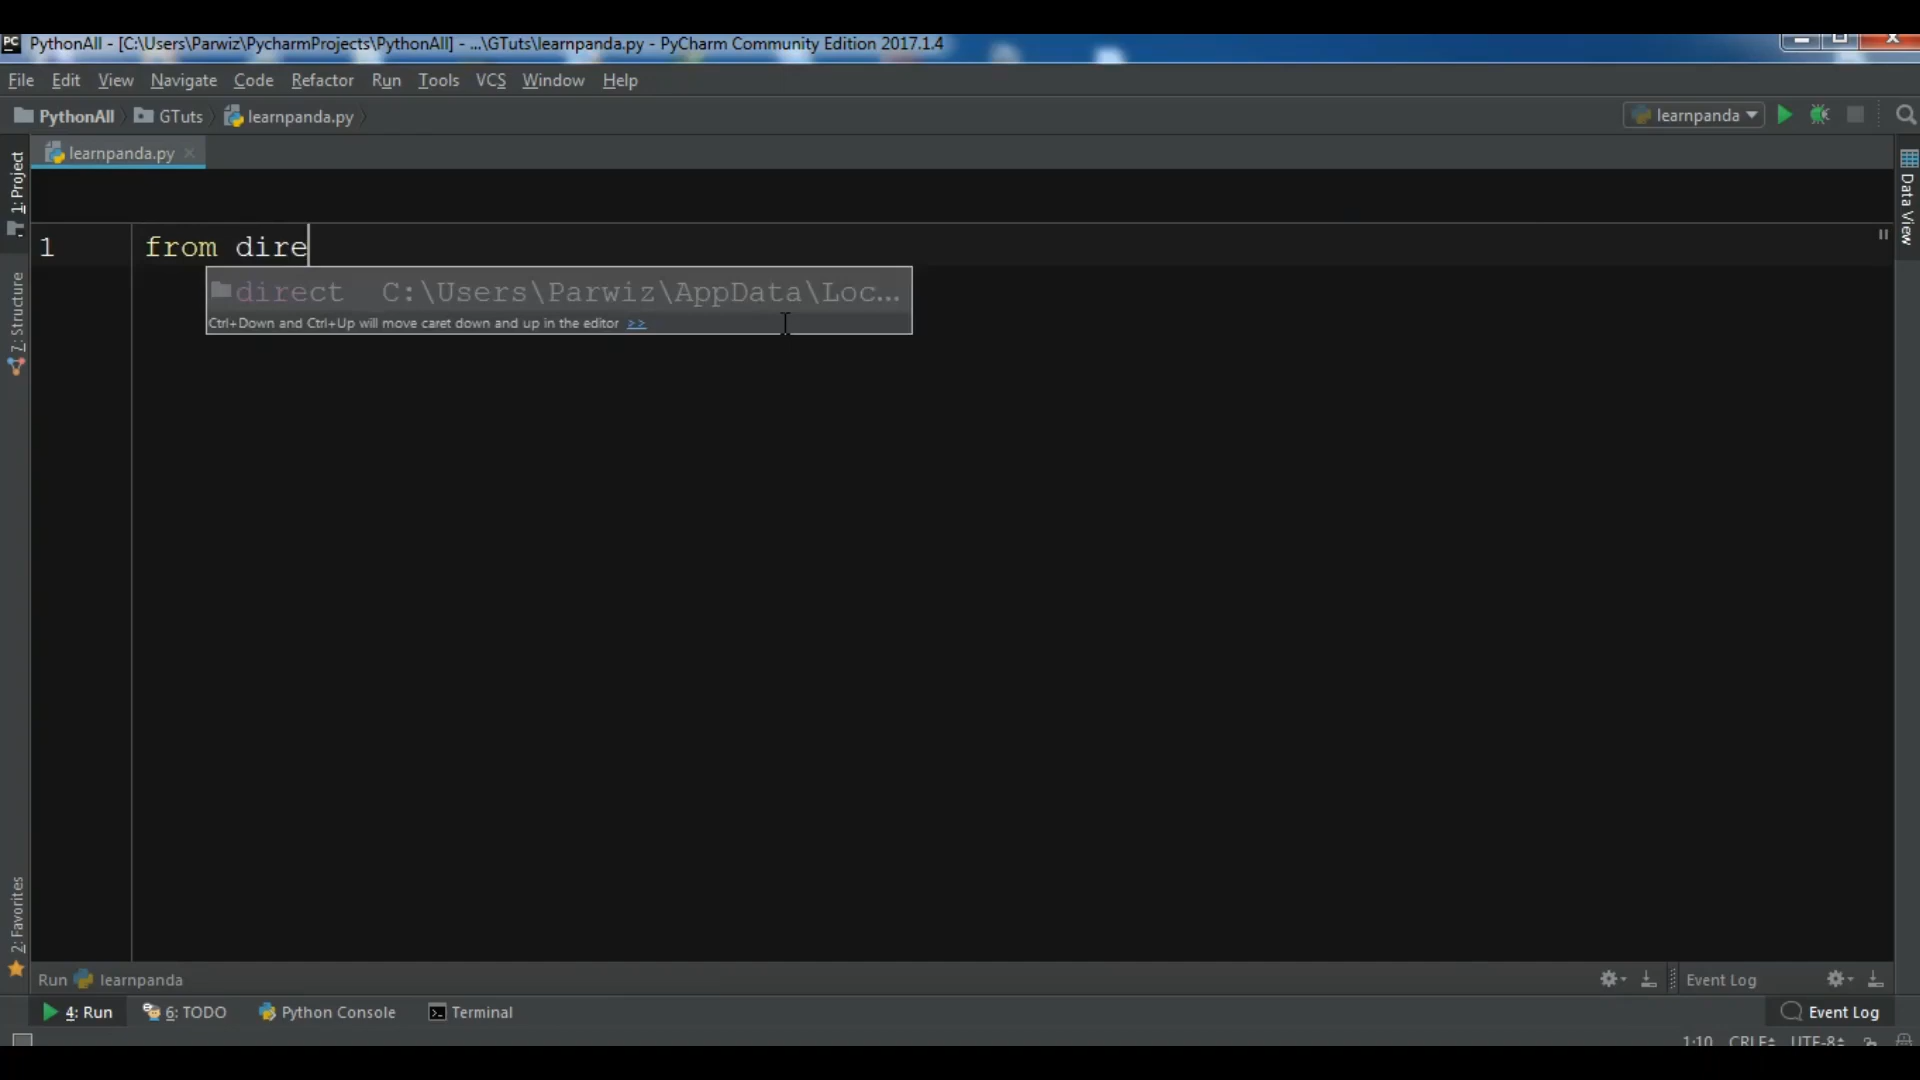 PythonAll - [C:\Users\Parwiz\PycharmProjects\PythonAll] - ...\GTuts\learnpanda.py - PyCharm Community Edition 2017.1.4
File Edit View Navigate Code Refactor Run Tools VCS Window Help
PythonAll GTuts learnpanda.py learnpanda
learnpanda.py
1: Project
Data View
1 from dire
direct C:\Users\Parwiz\AppData\Loc...
Ctrl+Down and Ctrl+Up will move caret down and up in the editor >>
7: Structure
2: Favorites
Run learnpanda Event Log
4: Run 6: TODO Python Console Terminal Event Log
1:10 CRLF UTF-8